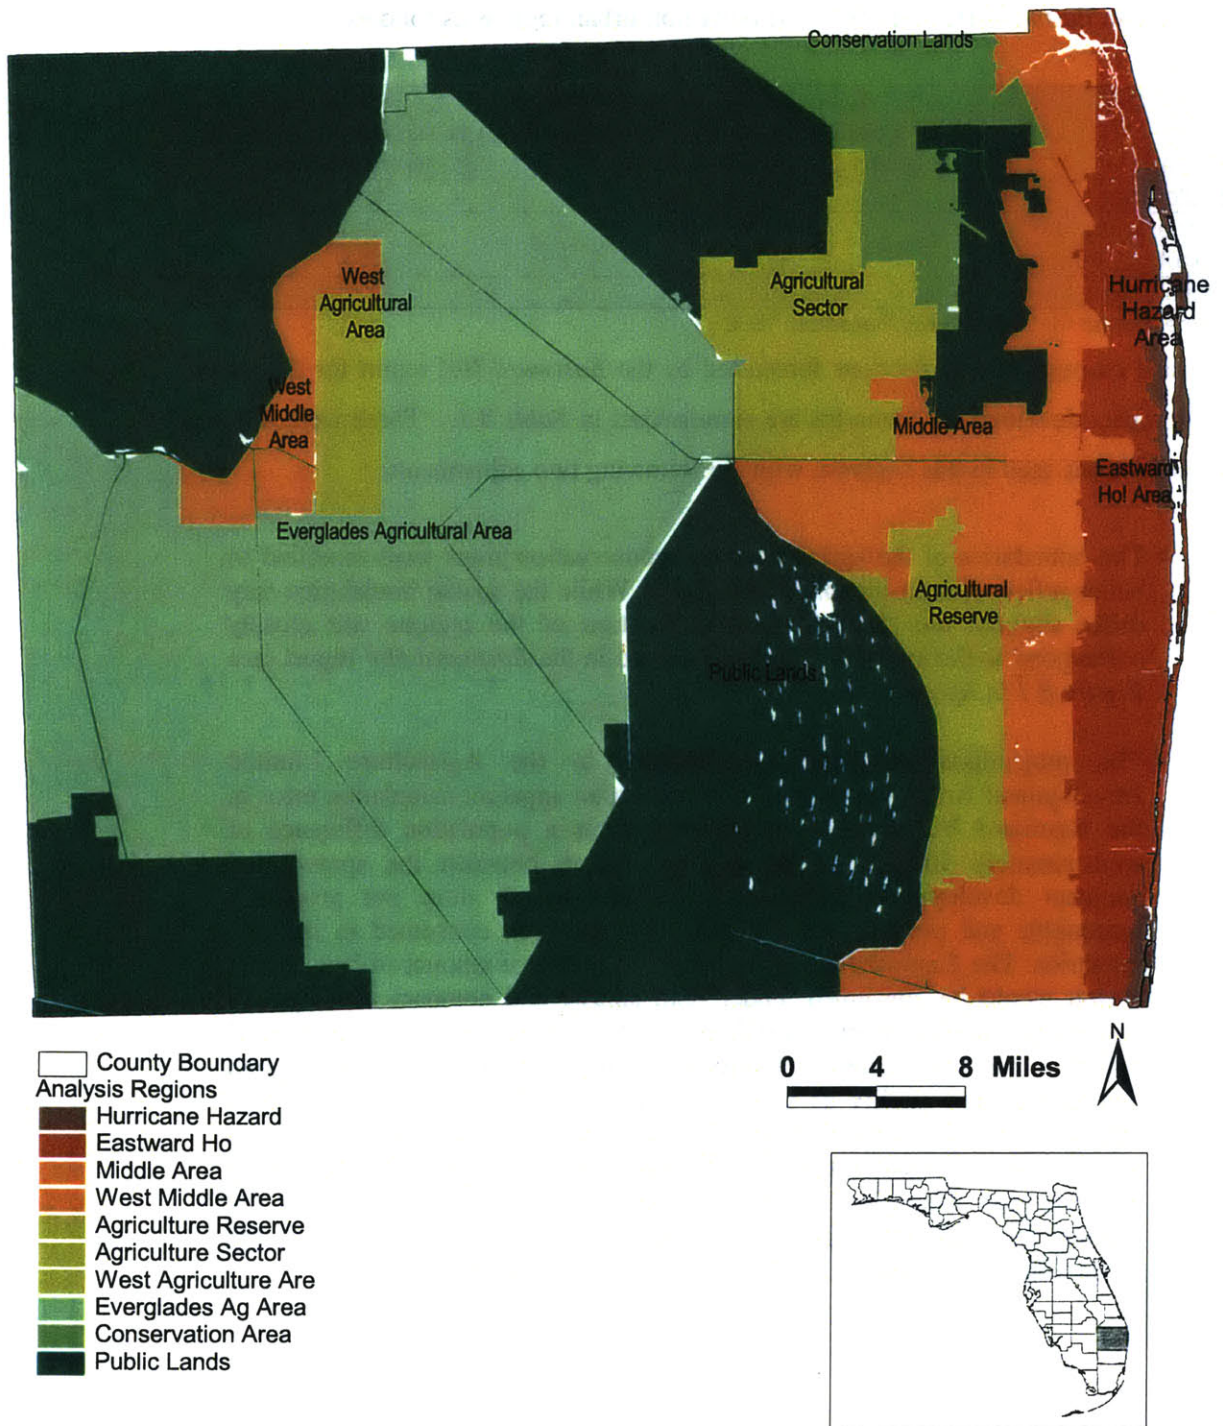 Conservation Lands
West
Agricultural
Area
Agricultural
Sector
Hurricane
Hazard
Area
West
Middle
Area
Middle Area
Eastward
Ho! Area
Everglades Agricultural Area
Agricultural
Reserve
Public Lands
County Boundary
Analysis Regions
Hurricane Hazard
Eastward Ho
Middle Area
West Middle Area
Agriculture Reserve
Agriculture Sector
West Agriculture Are
Everglades Ag Area
Conservation Area
Public Lands
0 4 8 Miles
N